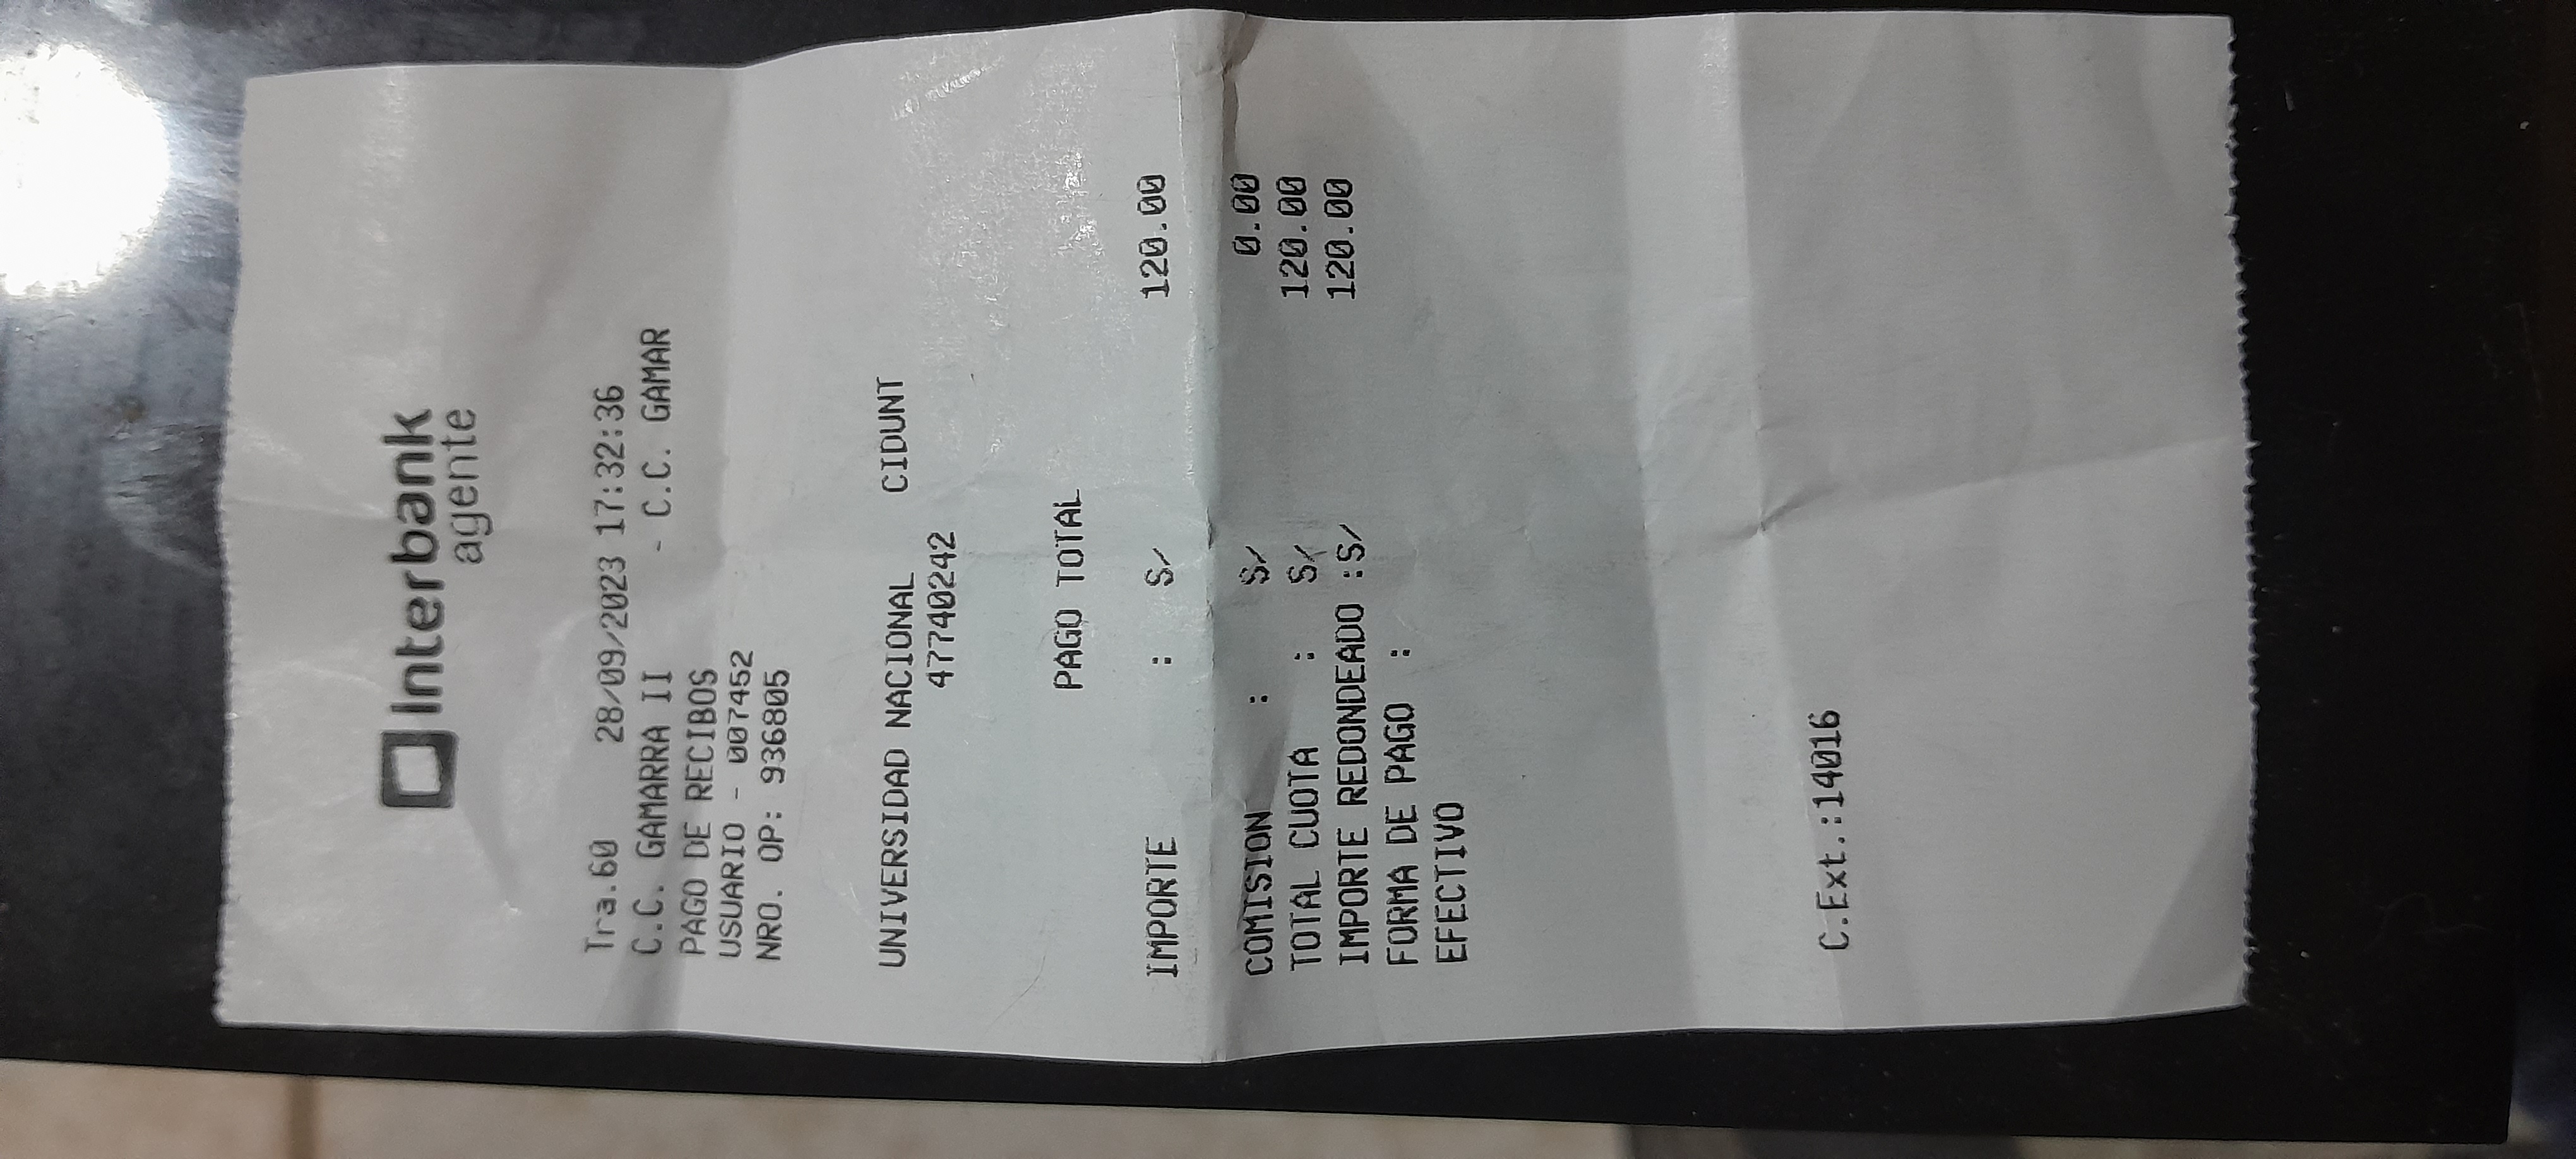 Interbank
agente
Tra.60 28/09/2023 17:32:36
C.C. GAMARRA II - C.C. GAMAR
PAGO DE RECIBOS
USUARIO - 007452
NRO. OP: 936805
UNIVERSIDAD NACIONAL CIDUNT
47740242
PAGO TOTAL
IMPORTE : S/ 120.00
COMISION : S/ 0.00
TOTAL CUOTA : S/ 120.00
IMPORTE REDONDEADO :S/ 120.00
FORMA DE PAGO :
EFECTIVO
C.Ext.:14016